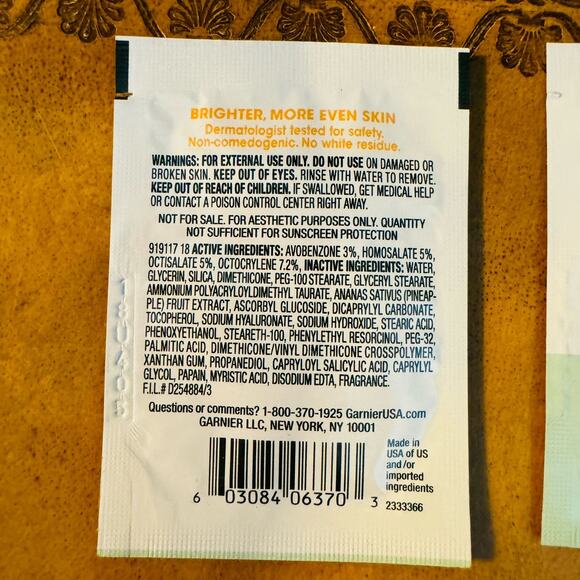 BRIGHTER, MORE EVEN SKIN
Dermatologist tested for safety.
Non-comedogenic. No white residue.
WARNINGS: FOR EXTERNAL USE ONLY. DO NOT USE ON DAMAGED OR
BROKEN SKIN. KEEP OUT OF EYES. RINSE WITH WATER TO REMOVE.
KEEP OUT OF REACH OF CHILDREN. IF SWALLOWED, GET MEDICAL HELP
OR CONTACT A POISON CONTROL CENTER RIGHT AWAY.
NOT FOR SALE. FOR AESTHETIC PURPOSES ONLY. QUANTITY
NOT SUFFICIENT FOR SUNSCREEN PROTECTION
919117 18 ACTIVE INGREDIENTS: AVOBENZONE 3%, HOMOSALATE 5%,
OCTISALATE 5%, OCTOCRYLENE 7.2%, INACTIVE INGREDIENTS: WATER,
GLYCERIN, SILICA, DIMETHICONE, PEG-100 STEARATE, GLYCERYL STEARATE,
AMMONIUM POLYACRYLOYLDIMETHYL TAURATE, ANANAS SATIVUS (PINEAP-
PLE) FRUIT EXTRACT, ASCORBYL GLUCOSIDE, DICAPRYLYL CARBONATE,
TOCOPHEROL, SODIUM HYALURONATE, SODIUM HYDROXIDE, STEARIC ACID,
PHENOXYETHANOL, STEARETH-100, PHENYLETHYL RESORCINOL, PEG-32,
PALMITIC ACID, DIMETHICONE/VINYL DIMETHICONE CROSSPOLYMER,
XANTHAN GUM, PROPANEDIOL, CAPRYLOYL SALICYLIC ACID, CAPRYLYL
GLYCOL, PAPAIN, MYRISTIC ACID, DISODIUM EDTA, FRAGRANCE.
F.I.L.# D254884/3
Questions or comments? 1-800-370-1925 GarnierUSA.com
GARNIER LLC, NEW YORK, NY 10001
Made in
USA of US
and/or
imported
ingredients
6 03084 06370 3
2333366